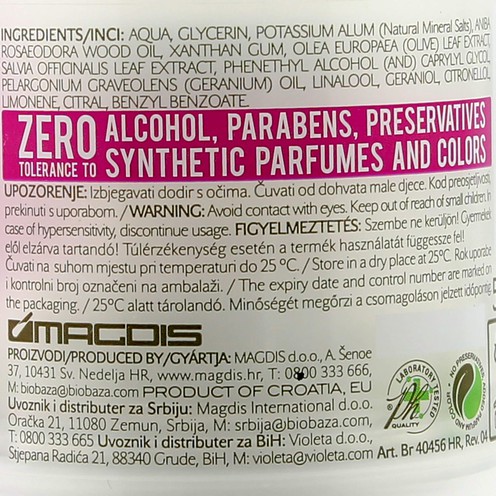 INGREDIENTS/INCI: AQUA, GLYCERIN, POTASSIUM ALUM (Natural Mineral Salts), ANIBA
ROSAEODORA WOOD OIL, XANTHAN GUM, OLEA EUROPAEA (OLIVE) LEAF EXTRACT,
SALVIA OFFICINALIS LEAF EXTRACT, PHENETHYL ALCOHOL (AND) CAPRYLYL GLYCOL,
PELARGONIUM GRAVEOLENS (GERANIUM) OIL, LINALOOL, GERANIOL, CITRONELLOL,
LIMONENE, CITRAL, BENZYL BENZOATE.
ZERO TOLERANCE TO
ALCOHOL, PARABENS, PRESERVATIVES
SYNTHETIC PARFUMES AND COLORS
UPOZORENJE: Izbjegavati dodir s očima. Čuvati od dohvata male djece. Kod preosjetljivosti,
prekinuti s uporabom. /WARNING: Avoid contact with eyes. Keep out of reach of small children. In
case of hypersensitivity, discontinue usage. FIGYELMEZTETÉS: Szembe ne kerüljön! Gyermekek
elől elzárva tartandó! Túlérzékenység esetén a termék használatát függessze fel!
Čuvati na suhom mjestu pri temperaturi do 25 °C. / Store in a dry place at 25°C. Rok uporabe
i kontrolni broj označeni na ambalaži. / The expiry date and control number are marked on
the packaging. / 25°C alatt tárolandó. Minőségét megőrzi a csomagoláson jelzett időpontig.
MAGDIS
PROIZVODI/PRODUCED BY/GYÁRTJA: MAGDIS d.o.o., A. Šenoe
37, 10431 Sv. Nedelja HR, www.magdis.hr, T: 0800 333 666,
M: biobaza@biobaza.com PRODUCT OF CROATIA, EU
Uvoznik i distributer za Srbiju: Magdis International d.o.o.
Oračka 21, 11080 Zemun, Srbija, M: srbija@biobaza.com
T: 0800 333 665 Uvoznik i distributer za BiH: Violeta d.o.o.
Stjepana Radića 21, 88340 Grude, BiH, M: violeta@violeta.com
LABORATORY TESTED
QUALITY
NO PRESERVATIVES
Art. Br 40456 HR, Rev. 04